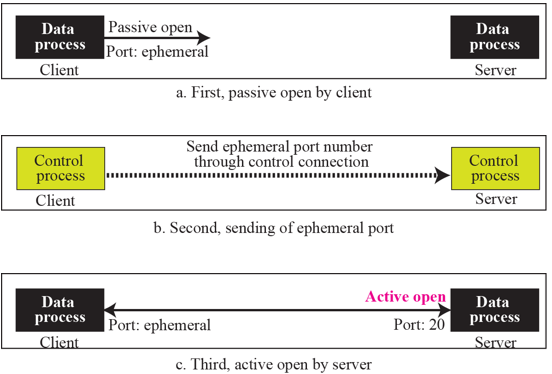 Data
process
Passive open
Port: ephemeral
Client
Data
process
Server
a. First, passive open by client
Control
process
Client
Send ephemeral port number
through control connection
Control
process
Server
b. Second, sending of ephemeral port
Data
process
Client
Port: ephemeral
Active open
Port: 20
Data
process
Server
c. Third, active open by server